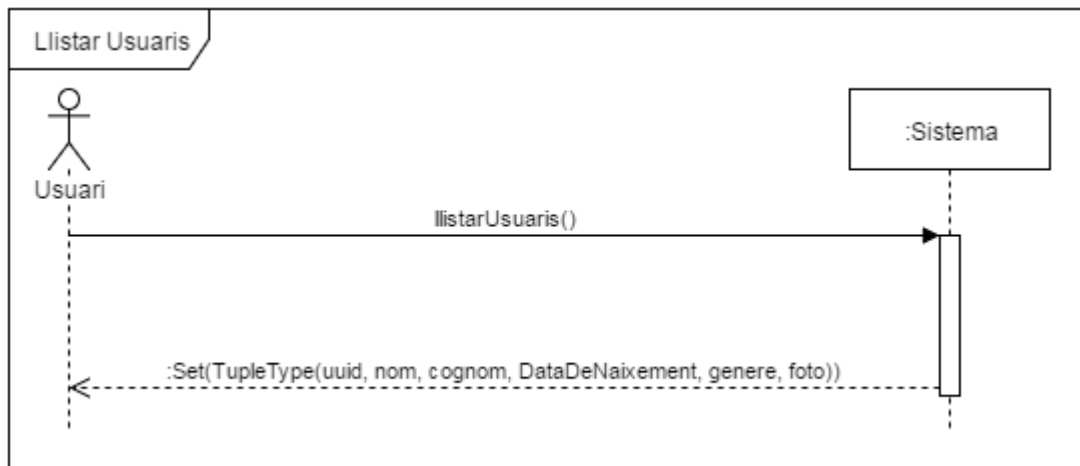 Llistar Usuaris
:Sistema
Usuari
llistarUsuaris()
:Set(TupleType(uuid, nom, cognom, DataDeNaixement, genere, foto))